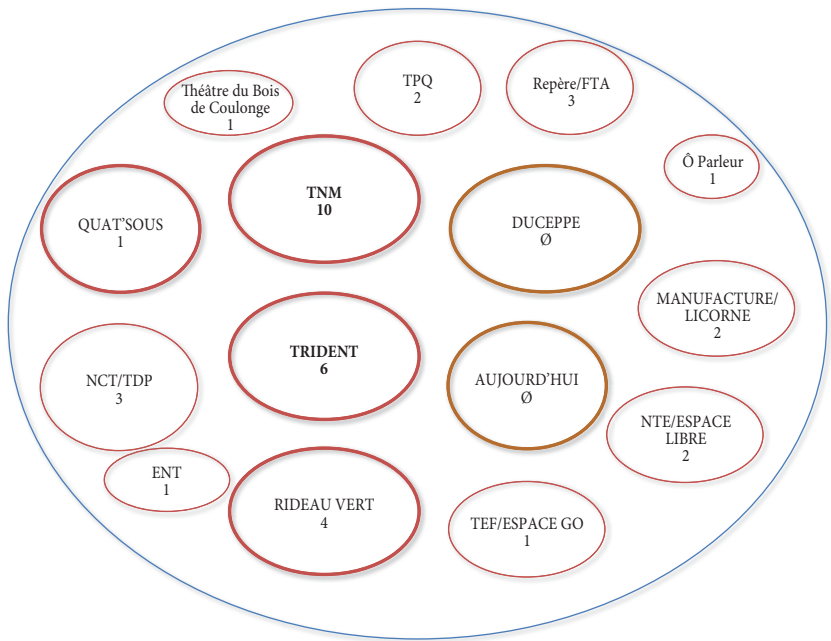 Théâtre du Bois
de Coulonge
1
TPQ
2
Repère/FTA
3
Ô Parleur
1
QUAT'SOUS
1
TNM
10
DUCEPPE
Ø
MANUFACTURE/
LICORNE
2
NCT/TDP
3
TRIDENT
6
AUJOURD'HUI
Ø
NTE/ESPACE
LIBRE
2
ENT
1
RIDEAU VERT
4
TEF/ESPACE GO
1